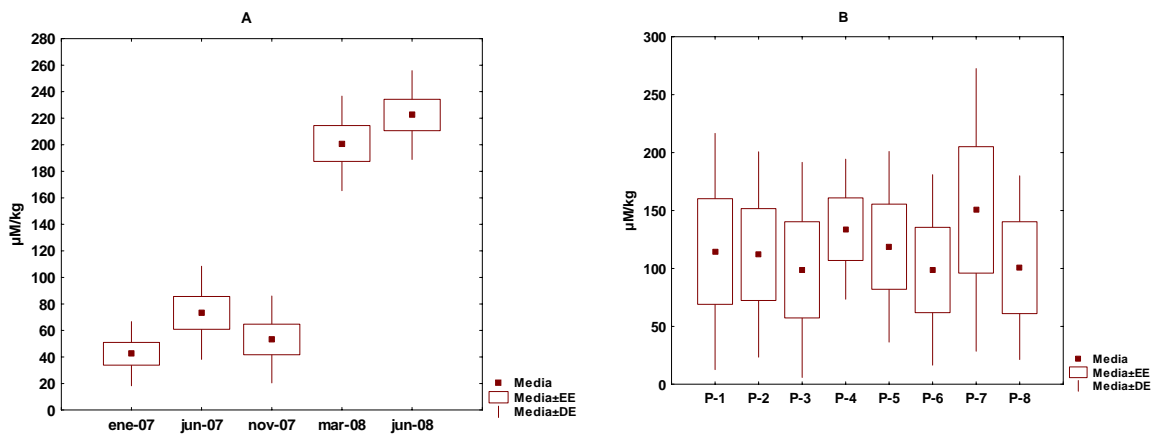 A
280
260
240
220
200
180
160
140
120
100
80
60
40
20
0
µM/kg
ene-07 jun-07 nov-07 mar-08 jun-08
Media
Media±EE
Media±DE
B
300
250
200
150
100
50
0
µM/kg
P-1 P-2 P-3 P-4 P-5 P-6 P-7 P-8
Media
Media±EE
Media±DE